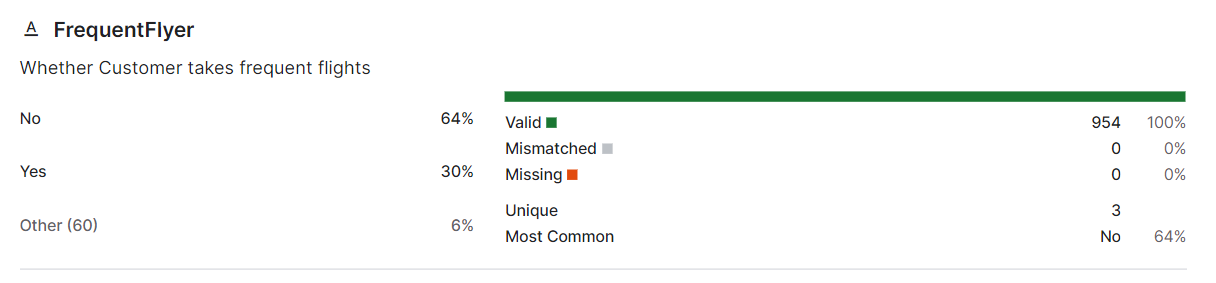 A FrequentFlyer
Whether Customer takes frequent flights
No 64%
Yes 30%
Other (60) 6%
Valid 954 100%
Mismatched 0 0%
Missing 0 0%
Unique 3
Most Common No 64%